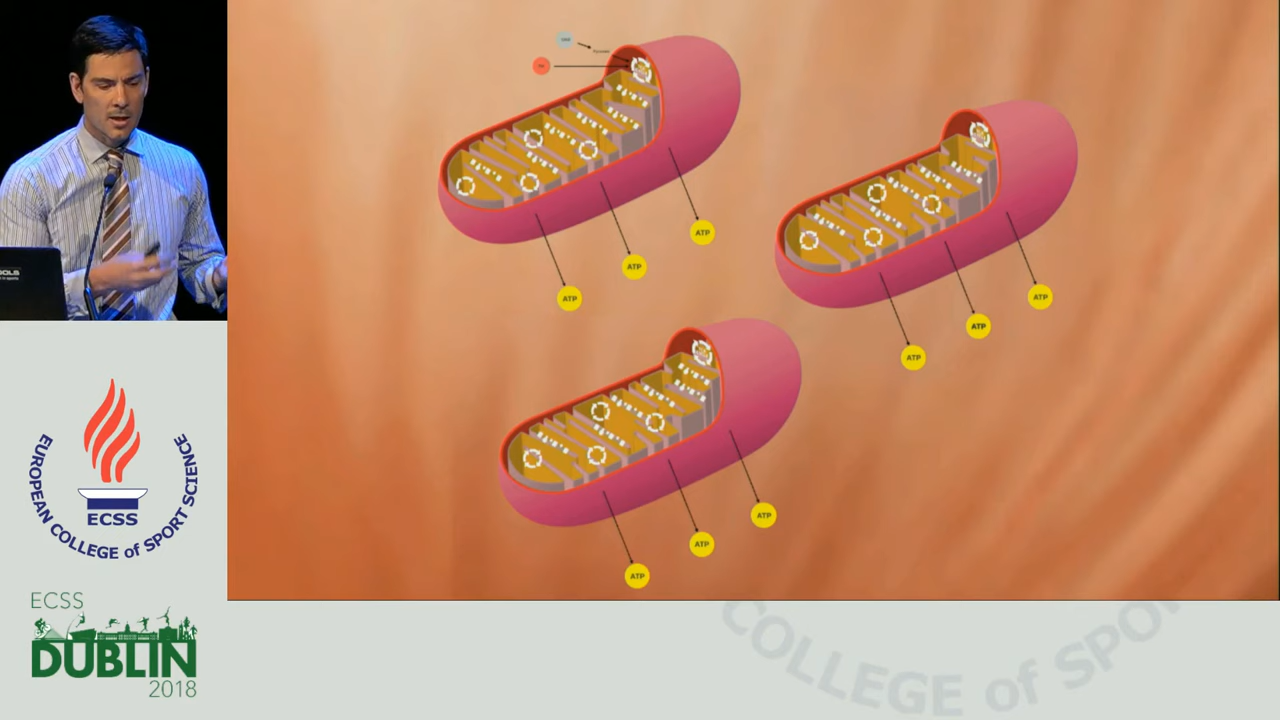 ATP
ATP
ATP
ATP
ATP
ATP
ATP
ATP
ATP
EUROPEAN COLLEGE of SPORT SCIENCE
ECSS
ECSS
DUBLIN
2018
COLLEGE of SPOR